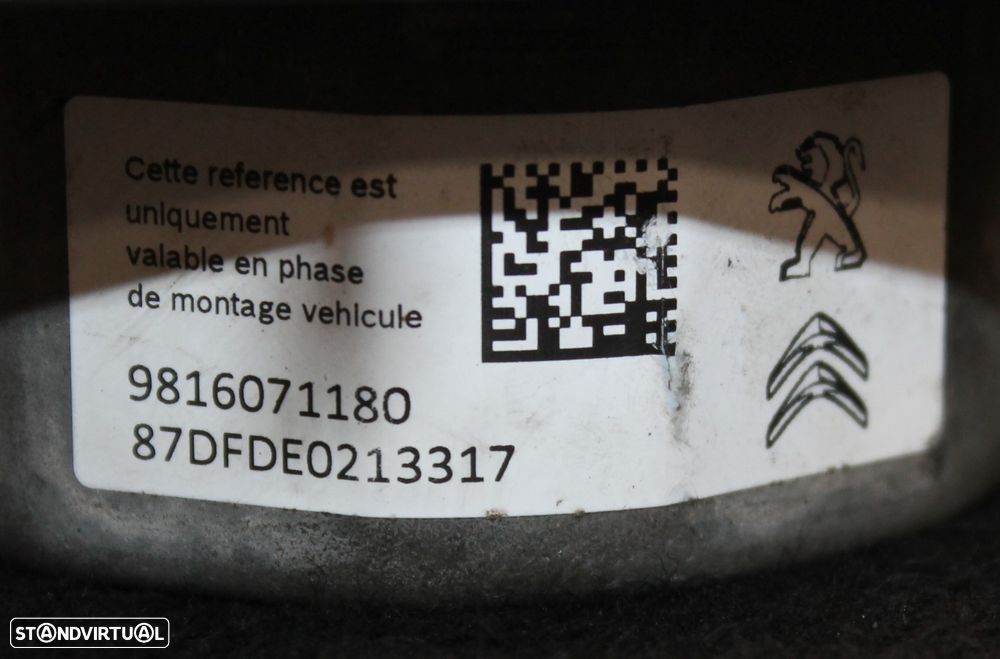 Cette reference est
uniquement
valable en phase
de montage vehicule
9816071180
87DFDE0213317
STANDVIRTUAL